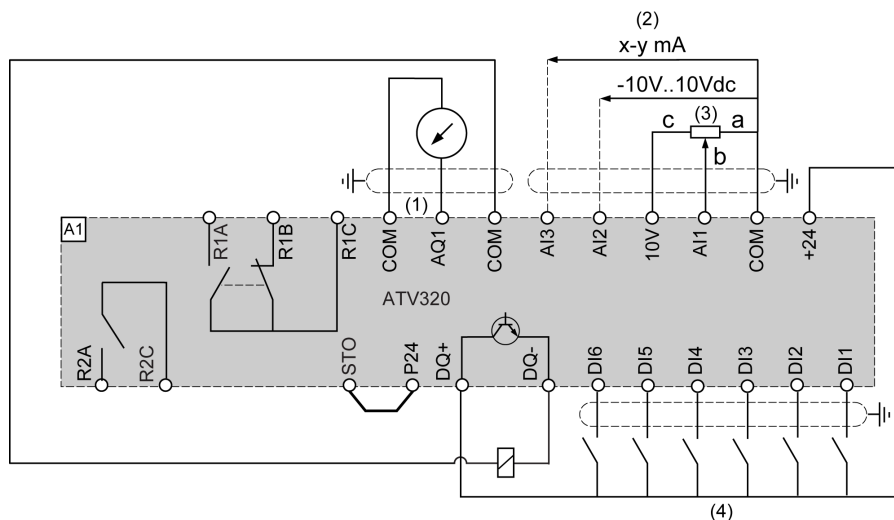 (2)
x-y mA
-10V..10Vdc
c (3) a
b
(1)
A1
R1A R1B R1C COM AQ1 COM AI3 AI2 10V AI1 COM +24
ATV320
R2A R2C STO P24 DQ+ DQ- DI6 DI5 DI4 DI3 DI2 DI1
(4)